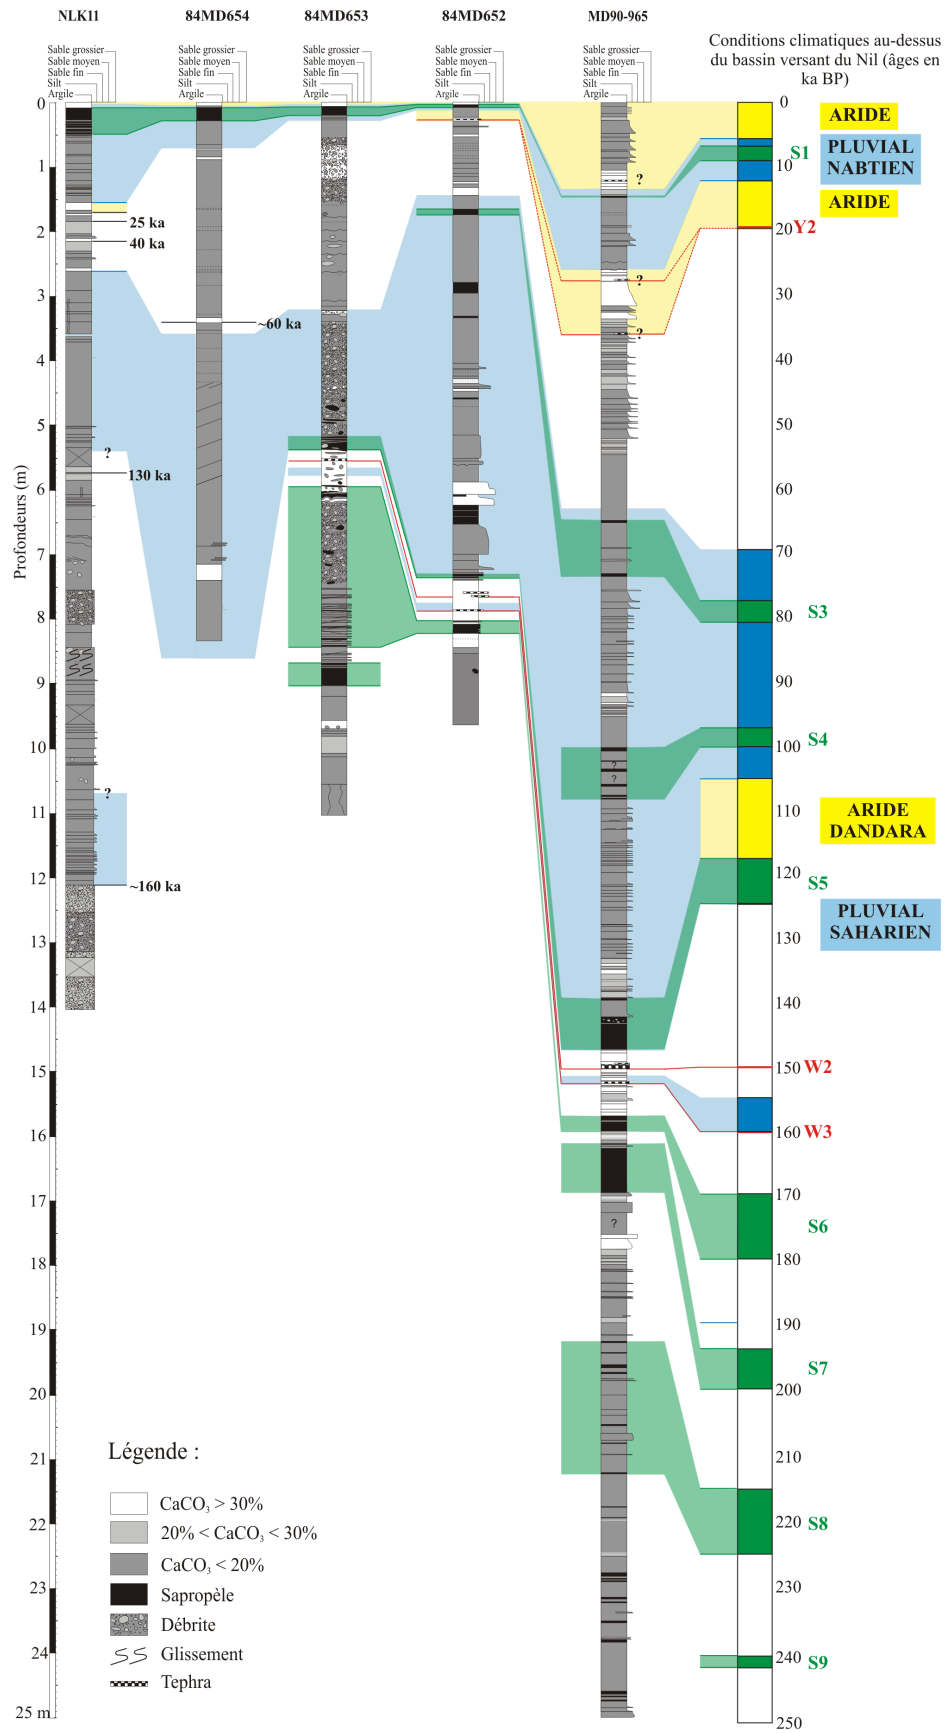 NLK11
84MD654
84MD653
84MD652
MD90-965
Conditions climatiques au-dessus
du bassin versant du Nil (âges en
ka BP)
Sable grossier
Sable moyen
Sable fin
Silt
Argile
Sable grossier
Sable moyen
Sable fin
Silt
Argile
Sable grossier
Sable moyen
Sable fin
Silt
Argile
Sable grossier
Sable moyen
Sable fin
Silt
Argile
Sable grossier
Sable moyen
Sable fin
Silt
Argile
Profondeurs (m)
0
1
2
3
4
5
6
7
8
9
10
11
12
13
14
15
16
17
18
19
20
21
22
23
24
25 m
25 ka
40 ka
?
130 ka
?
~160 ka
~60 ka
?
?
?
?
?
?
0
10
20
30
40
50
60
70
80
90
100
110
120
130
140
150
160
170
180
190
200
210
220
230
240
250
S1
Y2
S3
S4
S5
W2
W3
S6
S7
S8
S9
ARIDE
PLUVIAL
NABTIEN
ARIDE
ARIDE
DANDARA
PLUVIAL
SAHARIEN
Légende :
CaCO₃ > 30%
20% < CaCO₃ < 30%
CaCO₃ < 20%
Sapropèle
Débrite
Glissement
Tephra